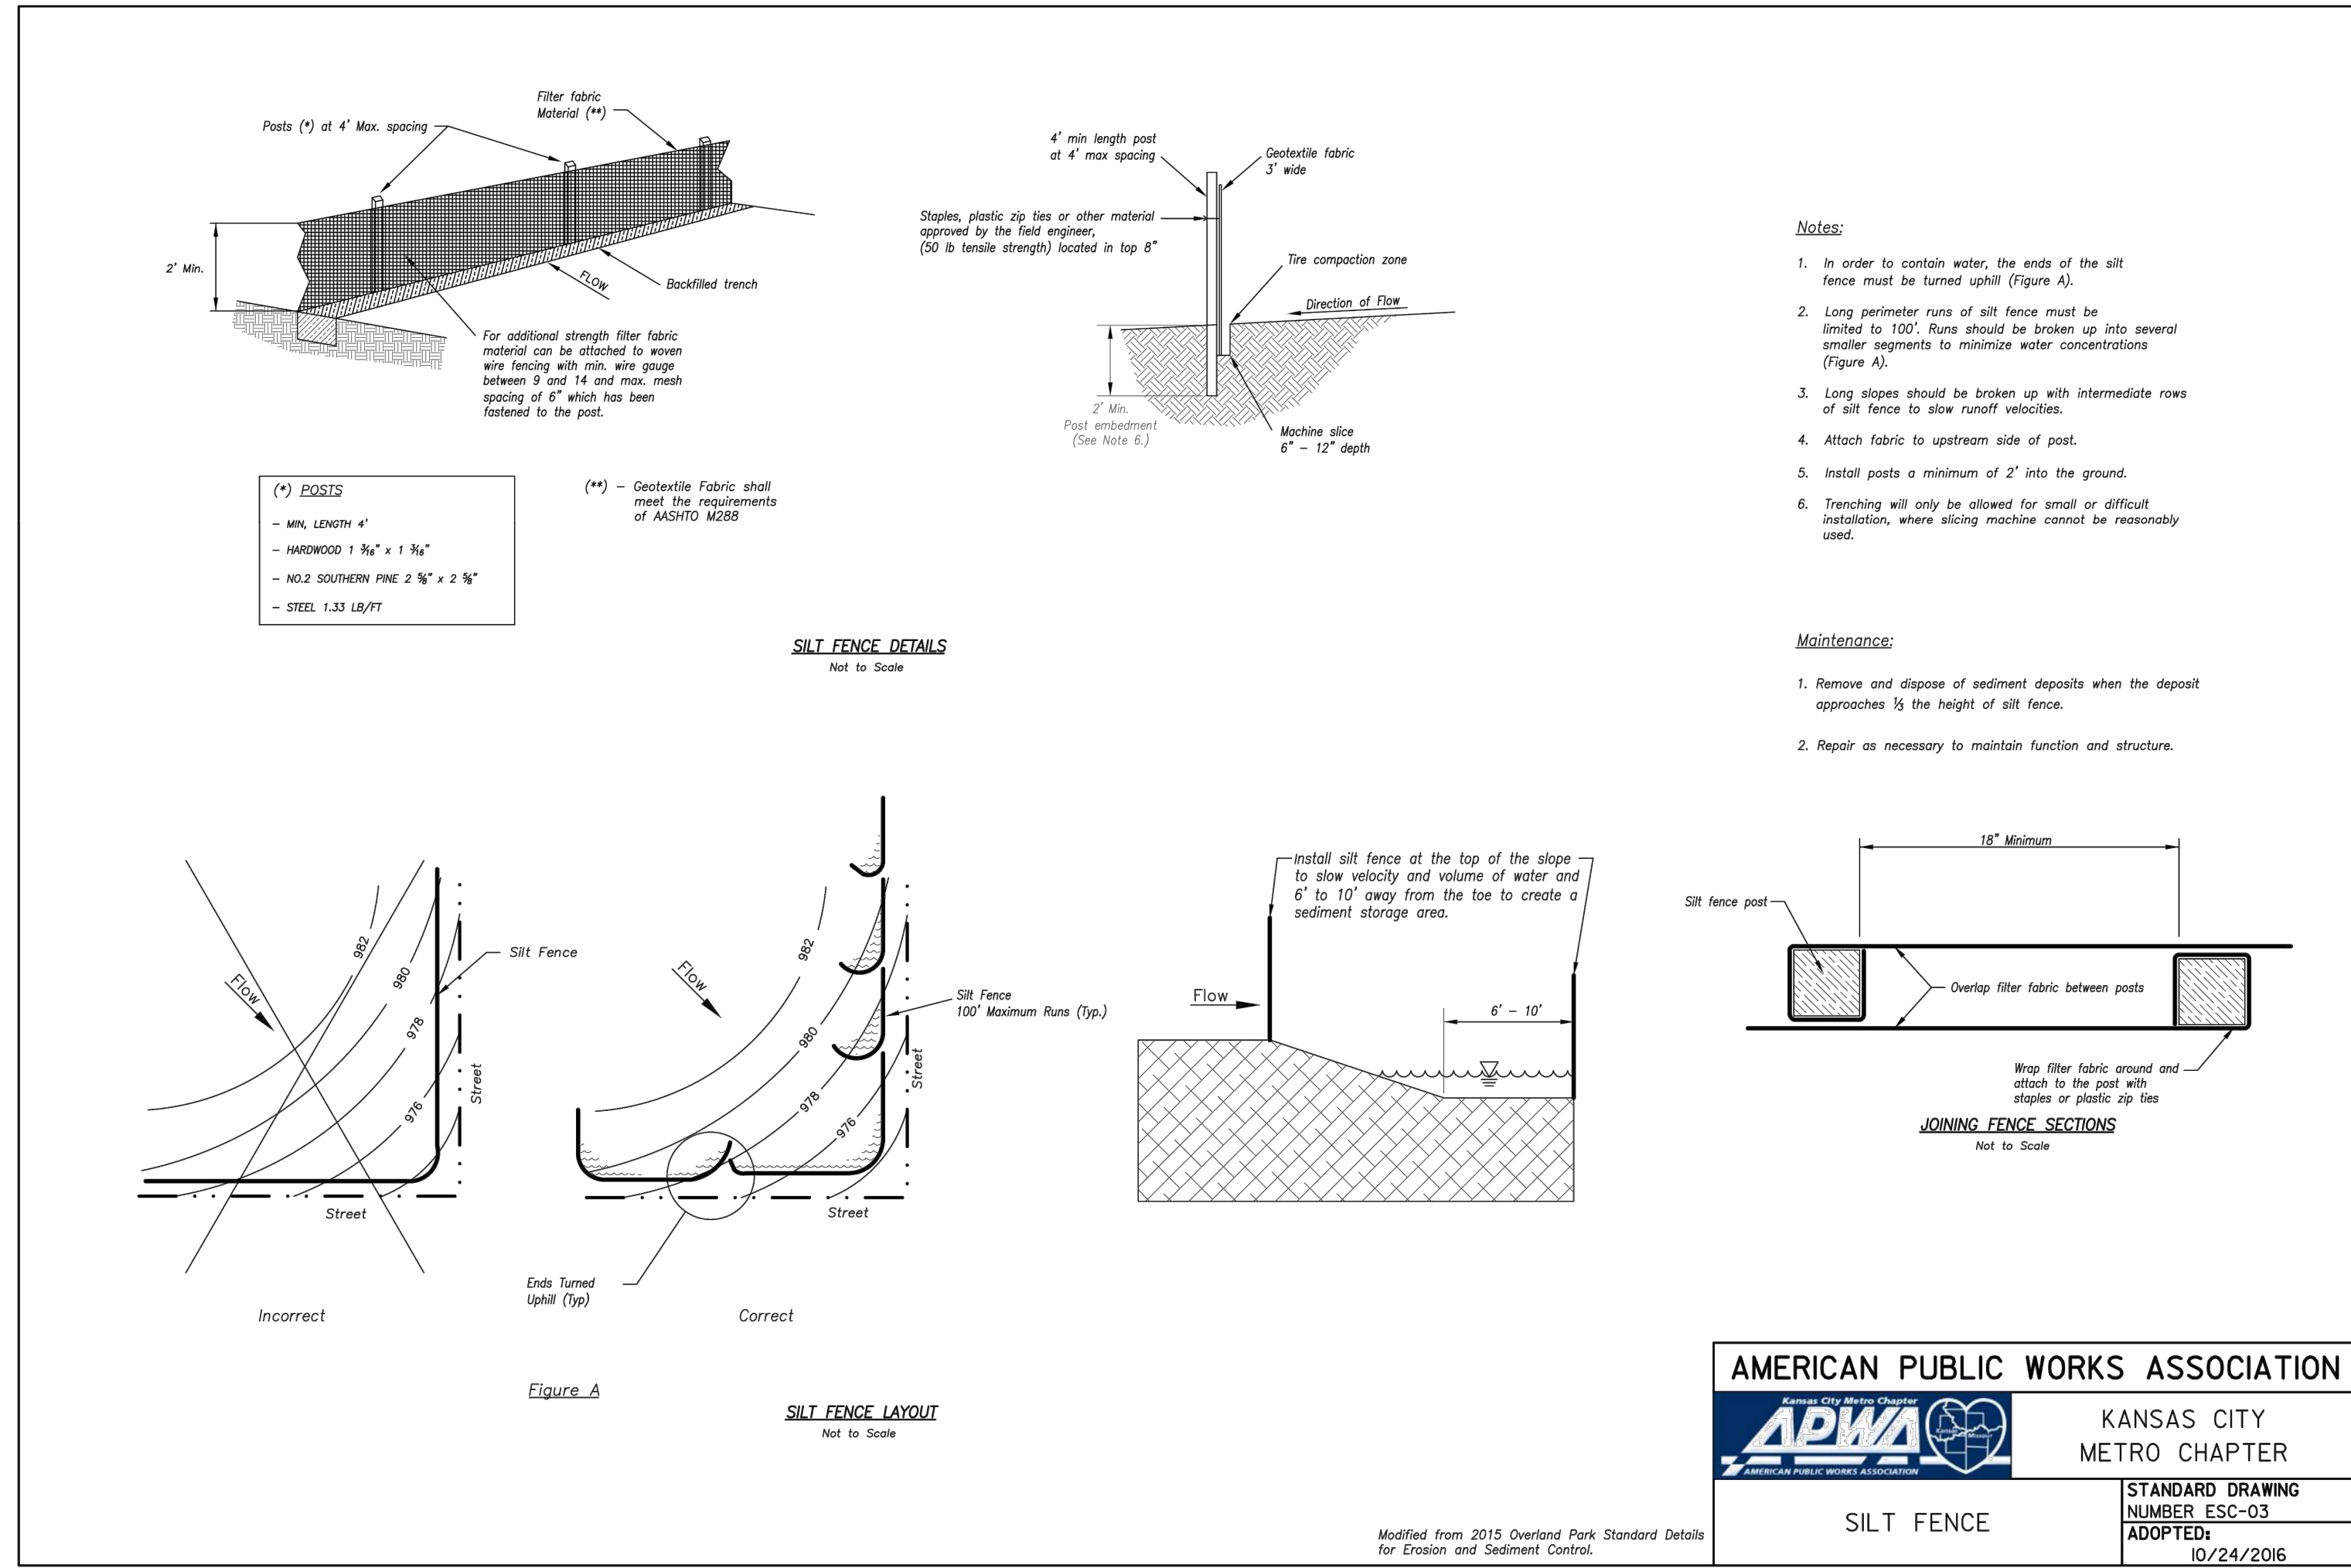 Filter fabric
Material (**)
Posts (*) at 4' Max. spacing
2' Min.
FLOW
Backfilled trench
For additional strength filter fabric
material can be attached to woven
wire fencing with min. wire gauge
between 9 and 14 and max. mesh
spacing of 6" which has been
fastened to the post.
4' min length post
at 4' max spacing
Geotextile fabric
3' wide
Staples, plastic zip ties or other material
approved by the field engineer,
(50 lb tensile strength) located in top 8"
Tire compaction zone
Direction of Flow
2' Min.
Post embedment
(See Note 6.)
Machine slice
6" – 12" depth
(*) POSTS
– MIN, LENGTH 4'
– HARDWOOD 1 3/16" x 1 3/16"
– NO.2 SOUTHERN PINE 2 5/8" x 2 5/8"
– STEEL 1.33 LB/FT
(**) – Geotextile Fabric shall
meet the requirements
of AASHTO M288
SILT FENCE DETAILS
Not to Scale
Notes:
1. In order to contain water, the ends of the silt
fence must be turned uphill (Figure A).
2. Long perimeter runs of silt fence must be
limited to 100'. Runs should be broken up into several
smaller segments to minimize water concentrations
(Figure A).
3. Long slopes should be broken up with intermediate rows
of silt fence to slow runoff velocities.
4. Attach fabric to upstream side of post.
5. Install posts a minimum of 2' into the ground.
6. Trenching will only be allowed for small or difficult
installation, where slicing machine cannot be reasonably
used.
Maintenance:
1. Remove and dispose of sediment deposits when the deposit
approaches 1/3 the height of silt fence.
2. Repair as necessary to maintain function and structure.
982
980
978
976
Flow
Silt Fence
Street
Street
Incorrect
982
980
978
976
Flow
Silt Fence
100' Maximum Runs (Typ.)
Street
Street
Ends Turned
Uphill (Typ)
Correct
Figure A
SILT FENCE LAYOUT
Not to Scale
Install silt fence at the top of the slope
to slow velocity and volume of water and
6' to 10' away from the toe to create a
sediment storage area.
Flow
6' – 10'
18" Minimum
Silt fence post
Overlap filter fabric between posts
Wrap filter fabric around and
attach to the post with
staples or plastic zip ties
JOINING FENCE SECTIONS
Not to Scale
Modified from 2015 Overland Park Standard Details
for Erosion and Sediment Control.
AMERICAN PUBLIC WORKS ASSOCIATION
Kansas City Metro Chapter
APWA
Kansas
Missouri
AMERICAN PUBLIC WORKS ASSOCIATION
KANSAS CITY
METRO CHAPTER
SILT FENCE
STANDARD DRAWING
NUMBER ESC-03
ADOPTED:
10/24/2016